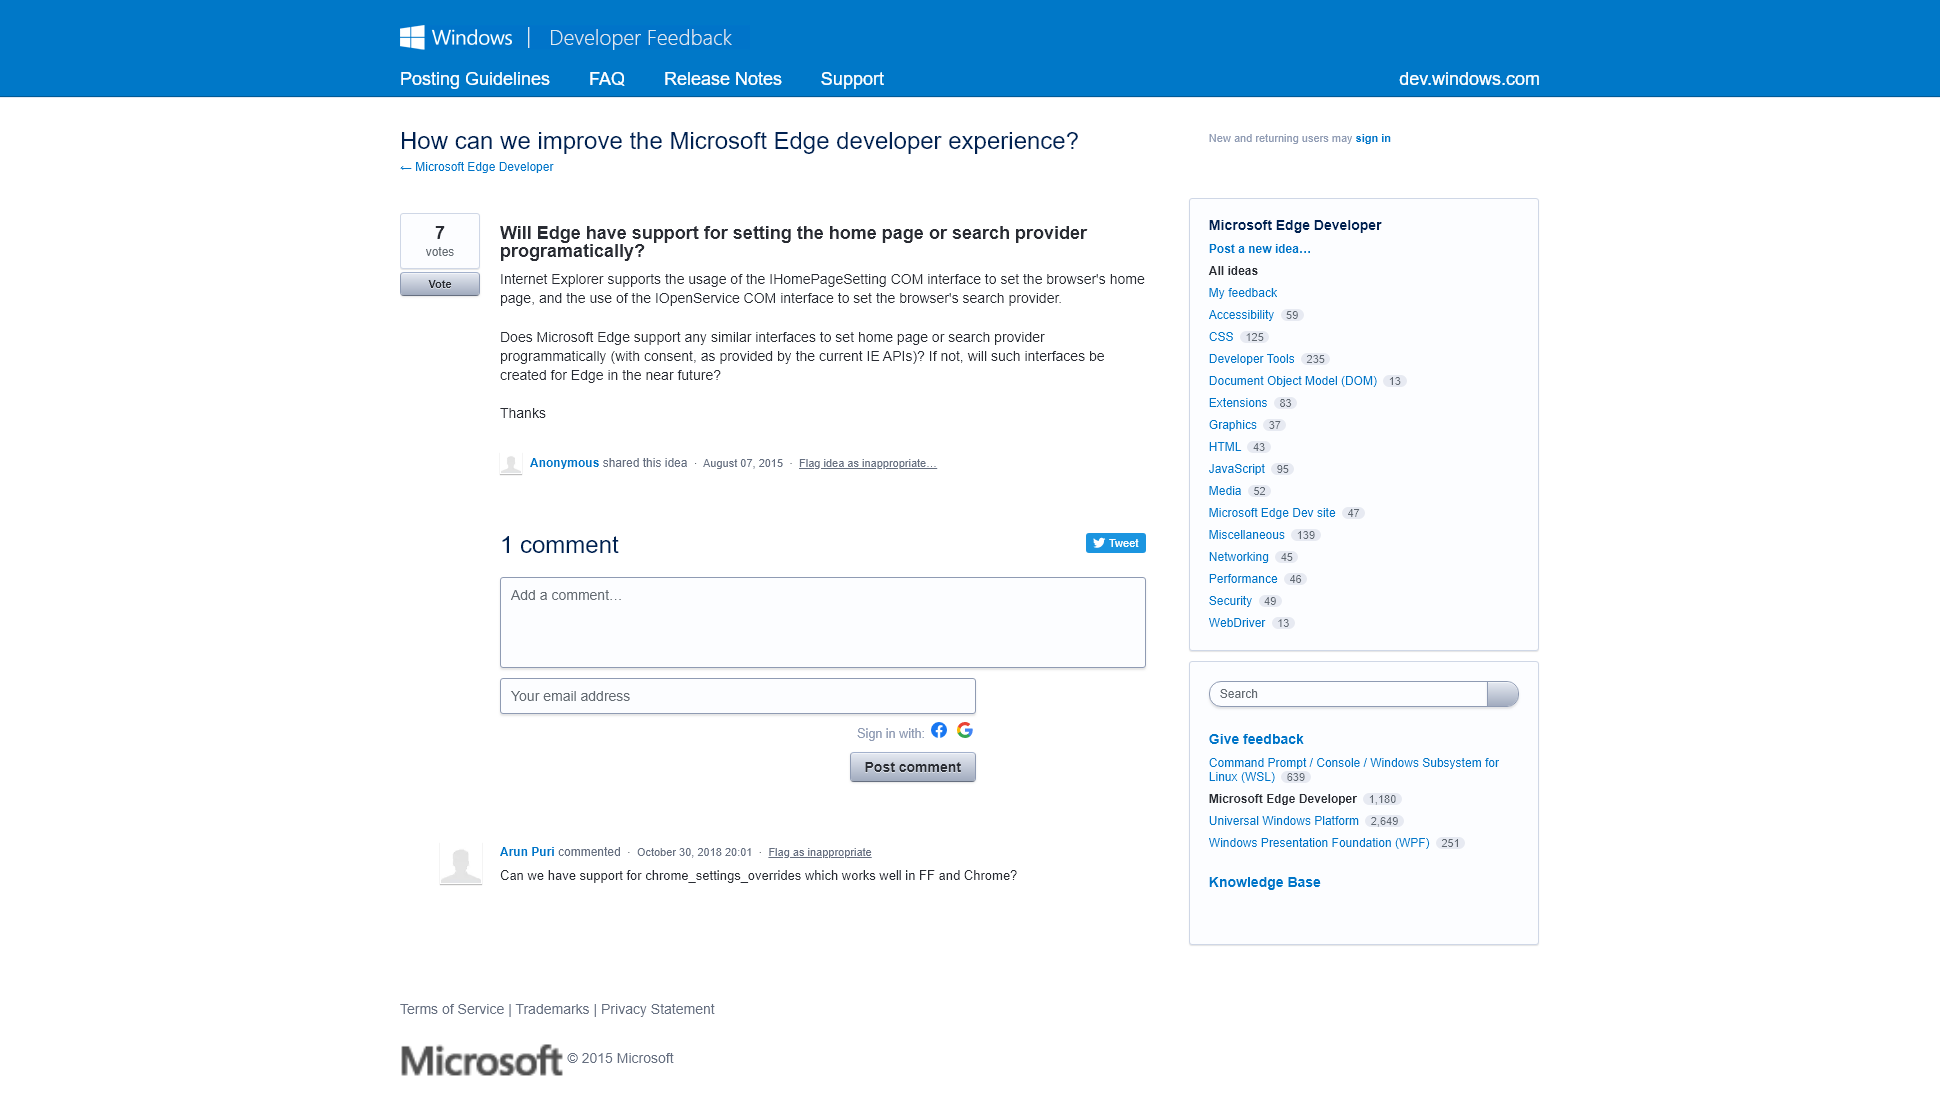 Windows | Developer Feedback
Posting Guidelines FAQ Release Notes Support dev.windows.com
How can we improve the Microsoft Edge developer experience?
← Microsoft Edge Developer
New and returning users may sign in
7
votes
Vote
Will Edge have support for setting the home page or search provider
programatically?
Internet Explorer supports the usage of the IHomePageSetting COM interface to set the browser's home
page, and the use of the IOpenService COM interface to set the browser's search provider.
Does Microsoft Edge support any similar interfaces to set home page or search provider
programmatically (with consent, as provided by the current IE APIs)? If not, will such interfaces be
created for Edge in the near future?
Thanks
Anonymous shared this idea · August 07, 2015 · Flag idea as inappropriate…
1 comment
Tweet
Add a comment…
Your email address
Sign in with:
Post comment
Arun Puri commented · October 30, 2018 20:01 · Flag as inappropriate
Can we have support for chrome_settings_overrides which works well in FF and Chrome?
Microsoft Edge Developer
Post a new idea…
All ideas
My feedback
Accessibility 59
CSS 125
Developer Tools 235
Document Object Model (DOM) 13
Extensions 83
Graphics 37
HTML 43
JavaScript 95
Media 52
Microsoft Edge Dev site 47
Miscellaneous 139
Networking 45
Performance 46
Security 49
WebDriver 13
Search
Give feedback
Command Prompt / Console / Windows Subsystem for
Linux (WSL) 639
Microsoft Edge Developer 1,180
Universal Windows Platform 2,649
Windows Presentation Foundation (WPF) 251
Knowledge Base
Terms of Service | Trademarks | Privacy Statement
Microsoft © 2015 Microsoft